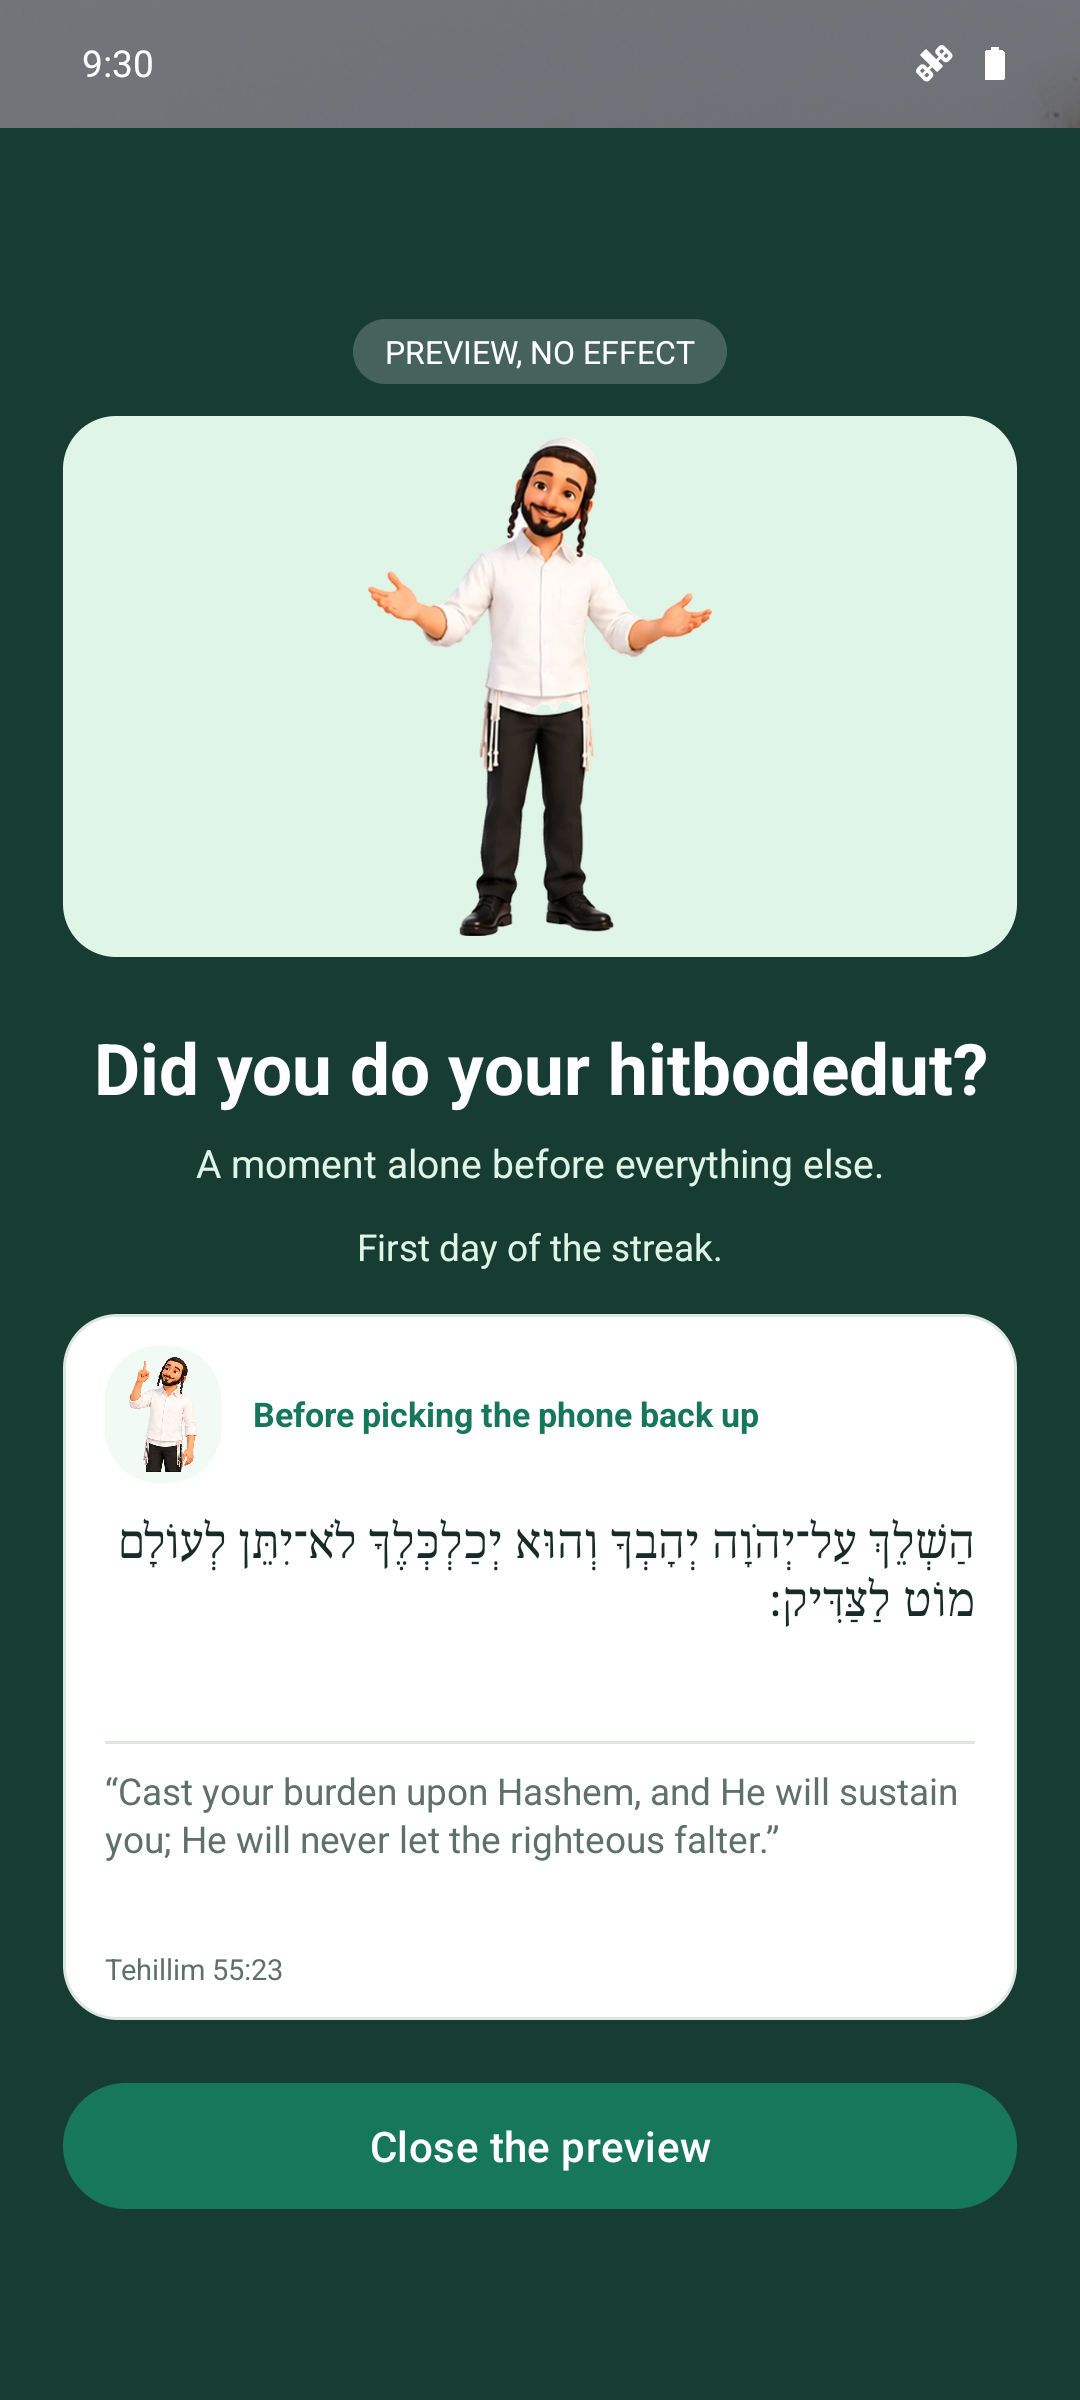 9:30
PREVIEW, NO EFFECT
Did you do your hitbodedut?
A moment alone before everything else.
First day of the streak.
Before picking the phone back up
הַשְׁלֵךְ עַל־יְהֹוָה יְהָבְךָ וְהוּא יְכַלְכְּלֶךָ לֹא־יִתֵּן לְעוֹלָם
מוֹט לַצַּדִּיק:
“Cast your burden upon Hashem, and He will sustain
you; He will never let the righteous falter.”
Tehillim 55:23
Close the preview